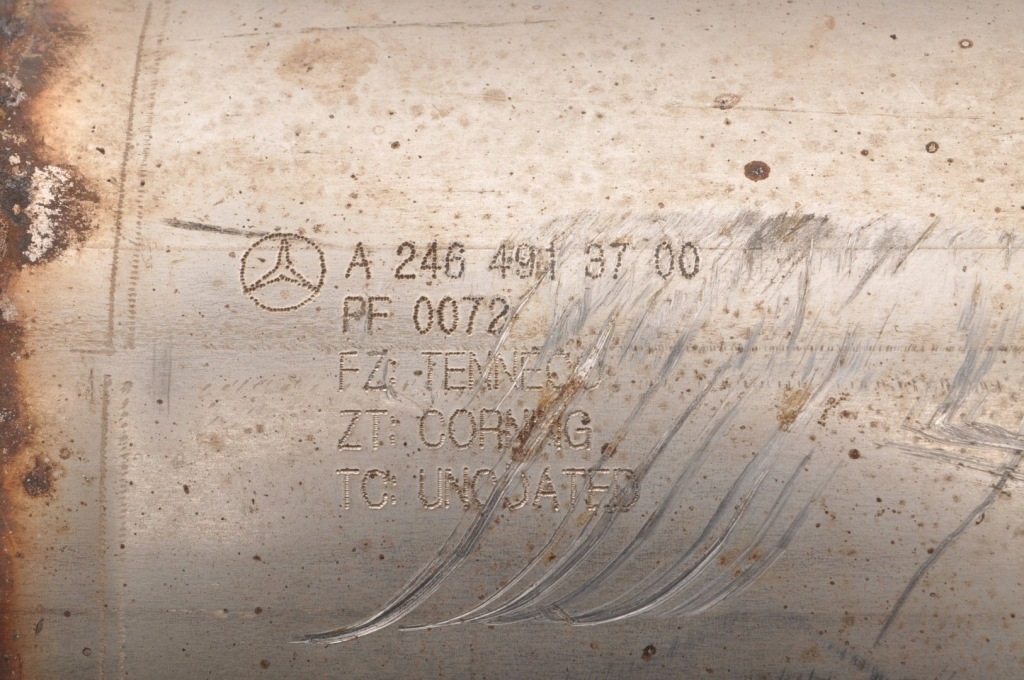 A 246 491 37 00
PF 0072
FZ: TENNECO
ZT: CORNING
TC: UNCOATED